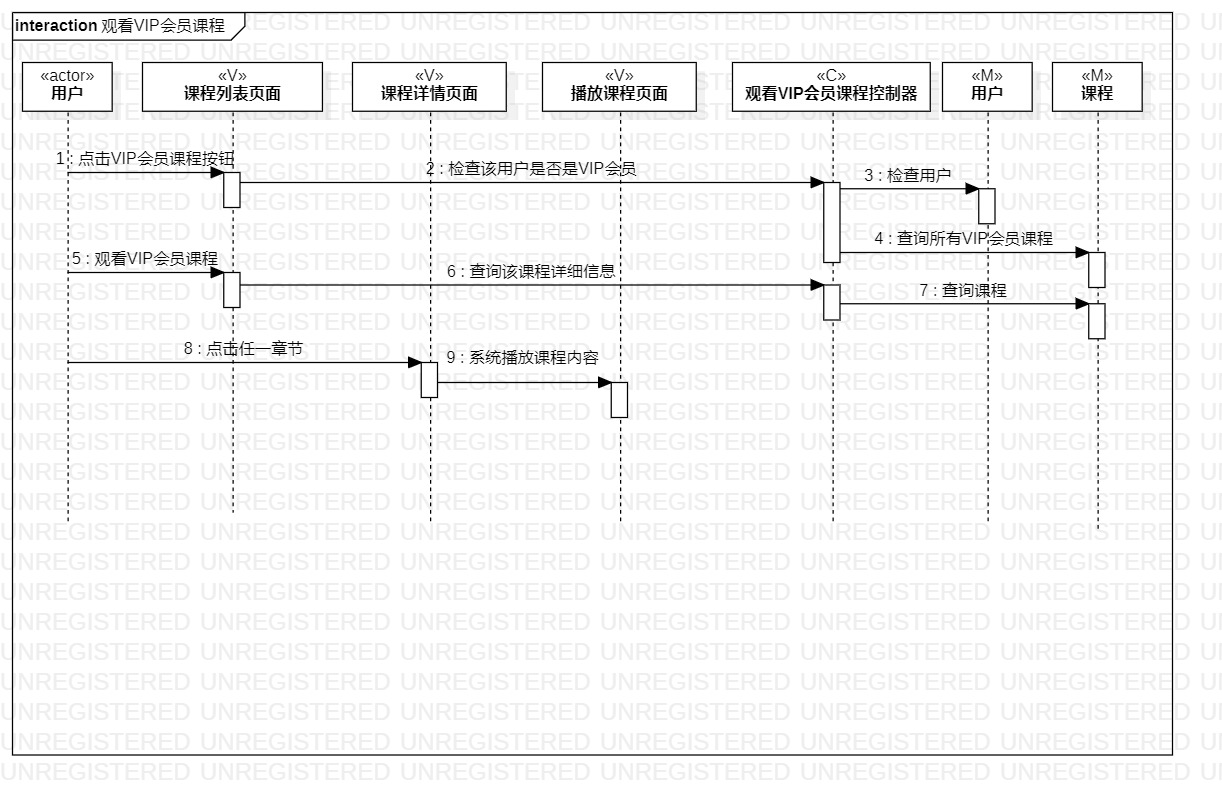 interaction 观看VIP会员课程
«actor»
用户
«V»
课程列表页面
«V»
课程详情页面
«V»
播放课程页面
«C»
观看VIP会员课程控制器
«M»
用户
«M»
课程
1 : 点击VIP会员课程按钮
2 : 检查该用户是否是VIP会员
3 : 检查用户
4 : 查询所有VIP会员课程
5 : 观看VIP会员课程
6 : 查询该课程详细信息
7 : 查询课程
8 : 点击任一章节
9 : 系统播放课程内容
UNREGISTERED